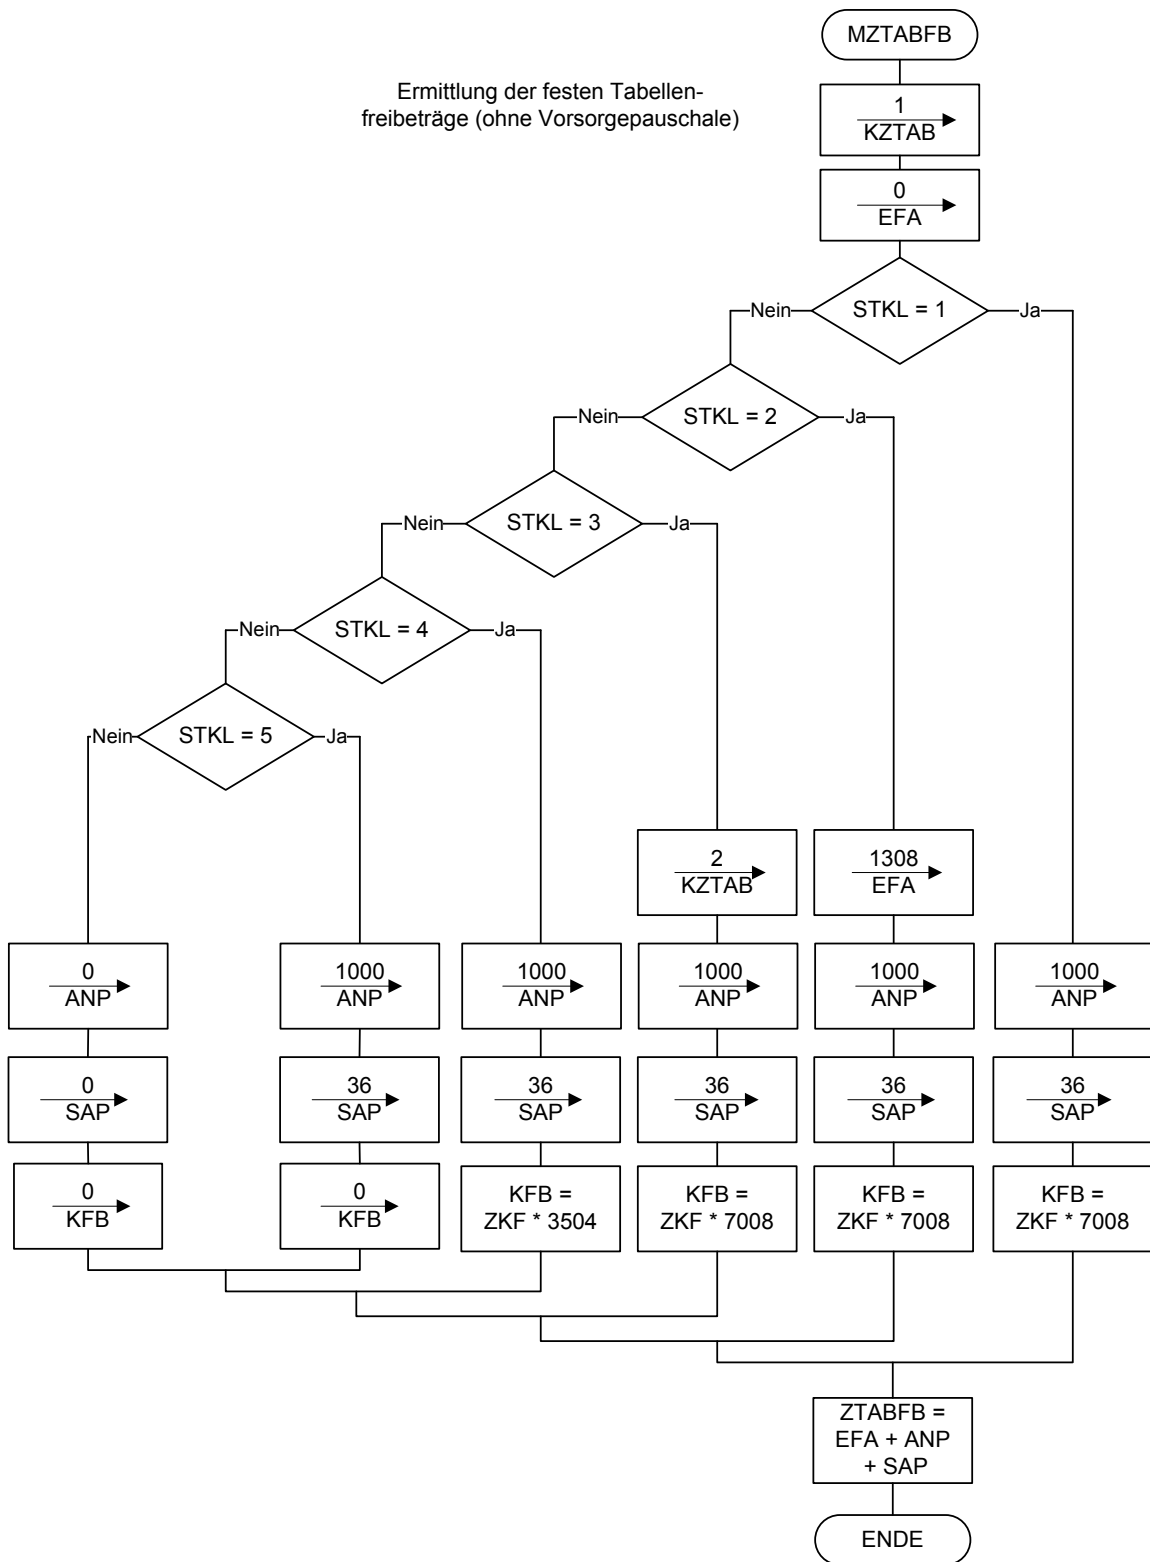 MZTABFB
Ermittlung der festen Tabellen-
freibeträge (ohne Vorsorgepauschale)
1
KZTAB
0
EFA
Nein
STKL = 1
Ja
Nein
STKL = 2
Ja
Nein
STKL = 3
Ja
Nein
STKL = 4
Ja
Nein
STKL = 5
Ja
2
KZTAB
1308
EFA
0
ANP
1000
ANP
1000
ANP
1000
ANP
1000
ANP
1000
ANP
0
SAP
36
SAP
36
SAP
36
SAP
36
SAP
36
SAP
0
KFB
0
KFB
KFB =
ZKF * 3504
KFB =
ZKF * 7008
KFB =
ZKF * 7008
KFB =
ZKF * 7008
ZTABFB =
EFA + ANP
+ SAP
ENDE